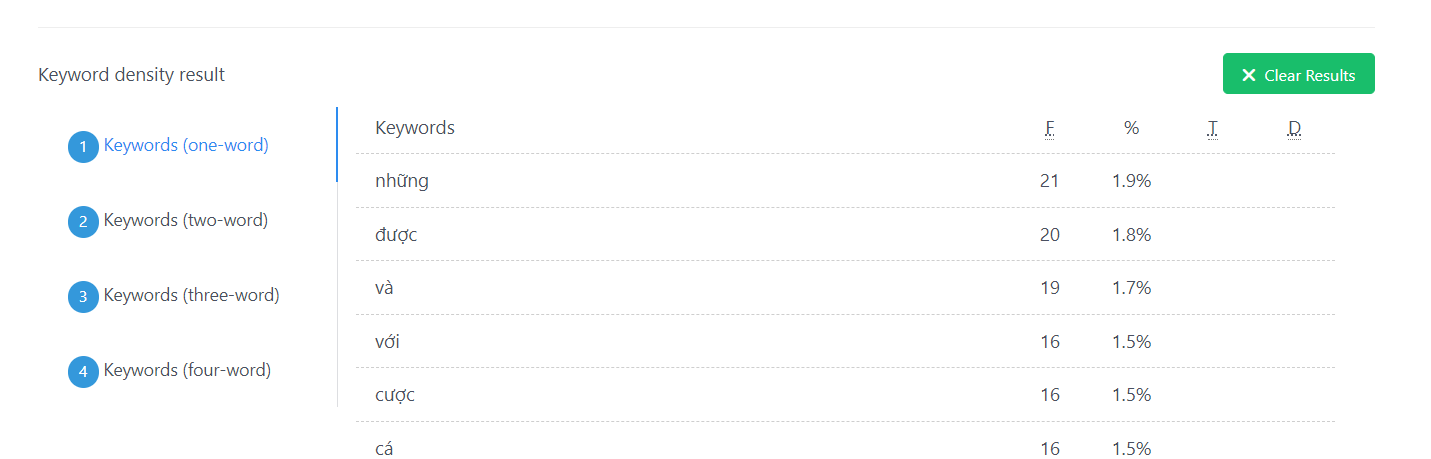 Keyword density result
Clear Results
1 Keywords (one-word)
2 Keywords (two-word)
3 Keywords (three-word)
4 Keywords (four-word)
Keywords F % T D
những 21 1.9%
được 20 1.8%
và 19 1.7%
với 16 1.5%
cược 16 1.5%
cá 16 1.5%